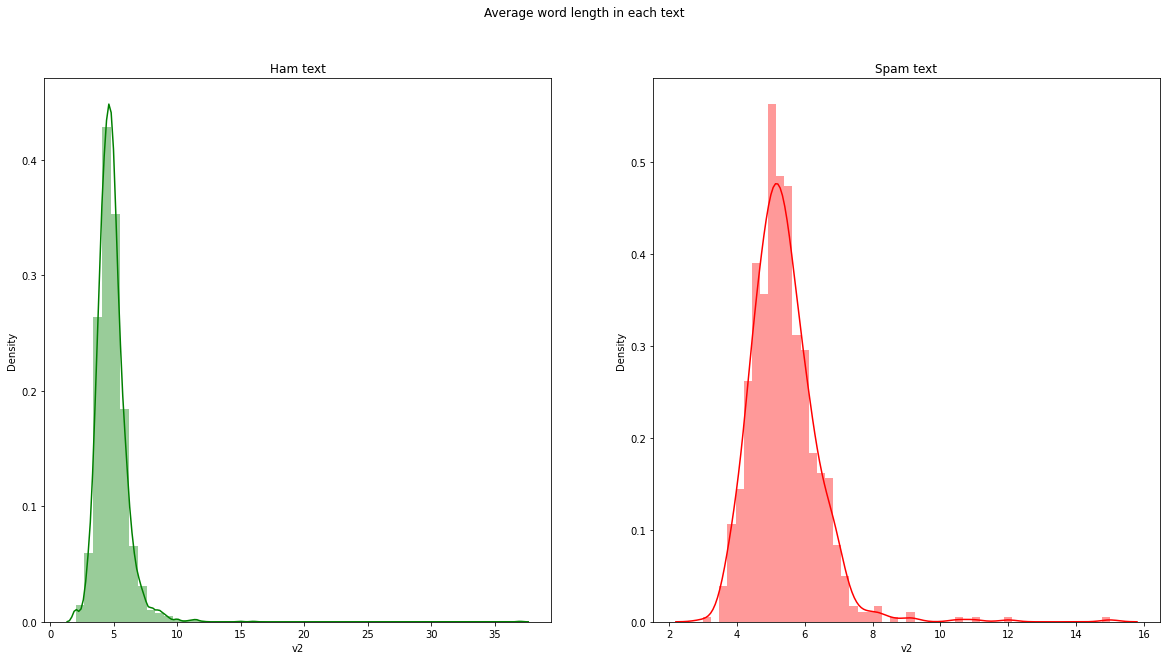 Average word length in each text
Ham text
Density
0.4
0.3
0.2
0.1
0.0
0 5 10 15 20 25 30 35
v2
Spam text
Density
0.5
0.4
0.3
0.2
0.1
0.0
2 4 6 8 10 12 14 16
v2